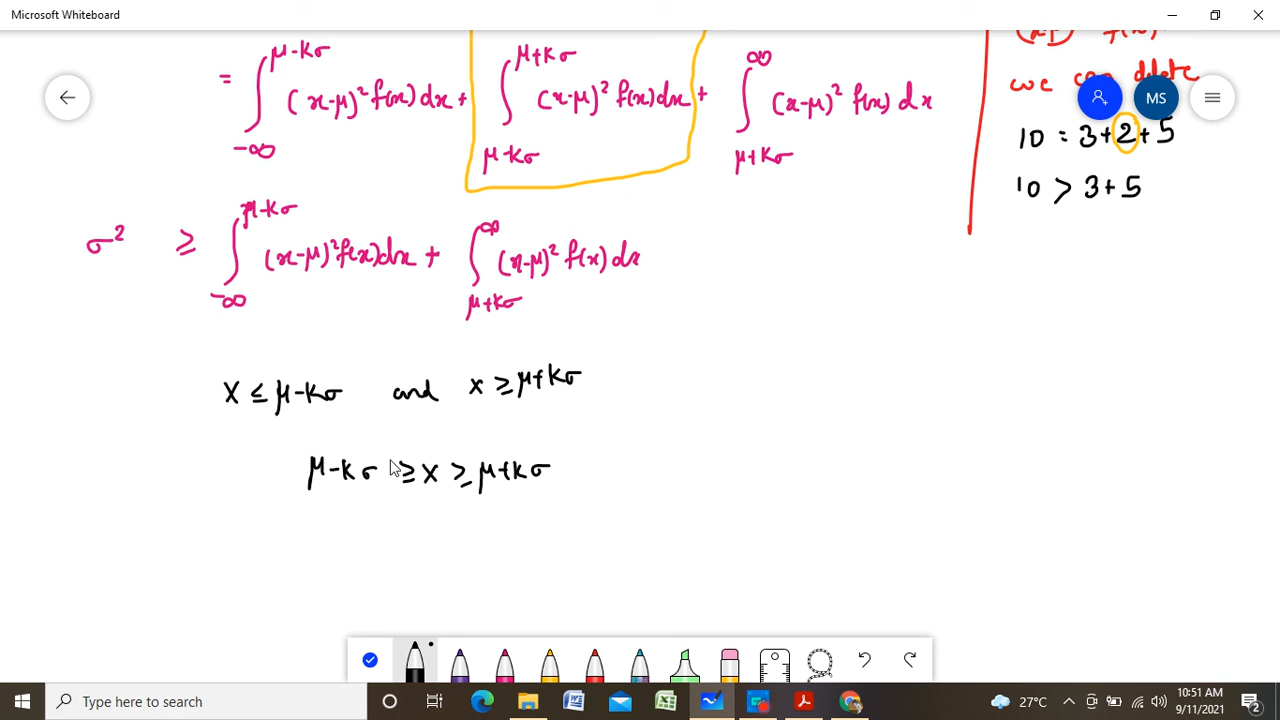 Microsoft Whiteboard
= ∫_{-∞}^{μ-kσ} (x-μ)² f(x) dx + ∫_{μ-kσ}^{μ+kσ} (x-μ)² f(x) dx + ∫_{μ+kσ}^{∞} (x-μ)² f(x) dx
σ² ≥ ∫_{-∞}^{μ-kσ} (x-μ)² f(x) dx + ∫_{μ+kσ}^{∞} (x-μ)² f(x) dx
X ≤ μ-kσ and x ≥ μ+kσ
μ-kσ ≥ x ≥ μ+kσ
we can dilate
MS
10 = 3+2+5
10 > 3+5
Type here to search
27°C
10:51 AM
9/11/2021
2